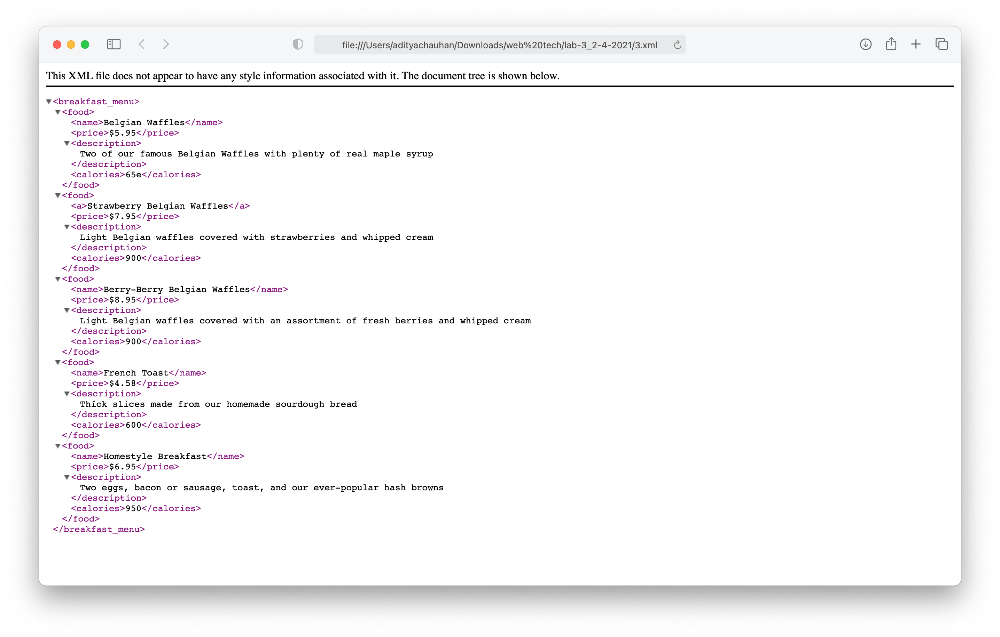 file:///Users/adityachauhan/Downloads/web%20tech/lab-3_2-4-2021/3.xml
This XML file does not appear to have any style information associated with it. The document tree is shown below.
<breakfast_menu>
<food>
<name>Belgian Waffles</name>
<price>$5.95</price>
<description>
Two of our famous Belgian Waffles with plenty of real maple syrup
</description>
<calories>65e</calories>
</food>
<food>
<a>Strawberry Belgian Waffles</a>
<price>$7.95</price>
<description>
Light Belgian waffles covered with strawberries and whipped cream
</description>
<calories>900</calories>
</food>
<food>
<name>Berry-Berry Belgian Waffles</name>
<price>$8.95</price>
<description>
Light Belgian waffles covered with an assortment of fresh berries and whipped cream
</description>
<calories>900</calories>
</food>
<food>
<name>French Toast</name>
<price>$4.58</price>
<description>
Thíck slices made from our homemade sourdough bread
</description>
<calories>600</calories>
</food>
<food>
<name>Homestyle Breakfast</name>
<price>$6.95</price>
<description>
Two eggs, bacon or sausage, toast, and our ever-popular hash browns
</description>
<calories>950</calories>
</food>
</breakfast_menu>